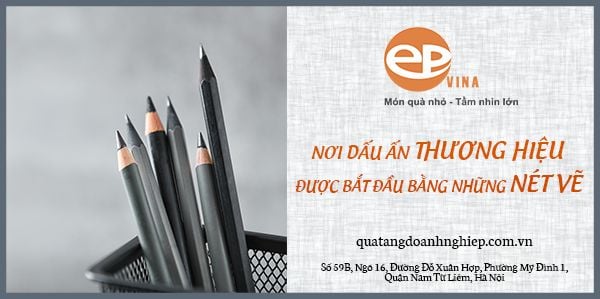 ep
VINA
Món quà nhỏ - Tầm nhìn lớn
NƠI DẤU ẤN THƯƠNG HIỆU
ĐƯỢC BẮT ĐẦU BẰNG NHỮNG NÉT VẼ
quatangdoanhnghiep.com.vn
Số 59B, Ngõ 16, Đường Đỗ Xuân Hợp, Phường Mỹ Đình 1,
Quận Nam Từ Liêm, Hà Nội